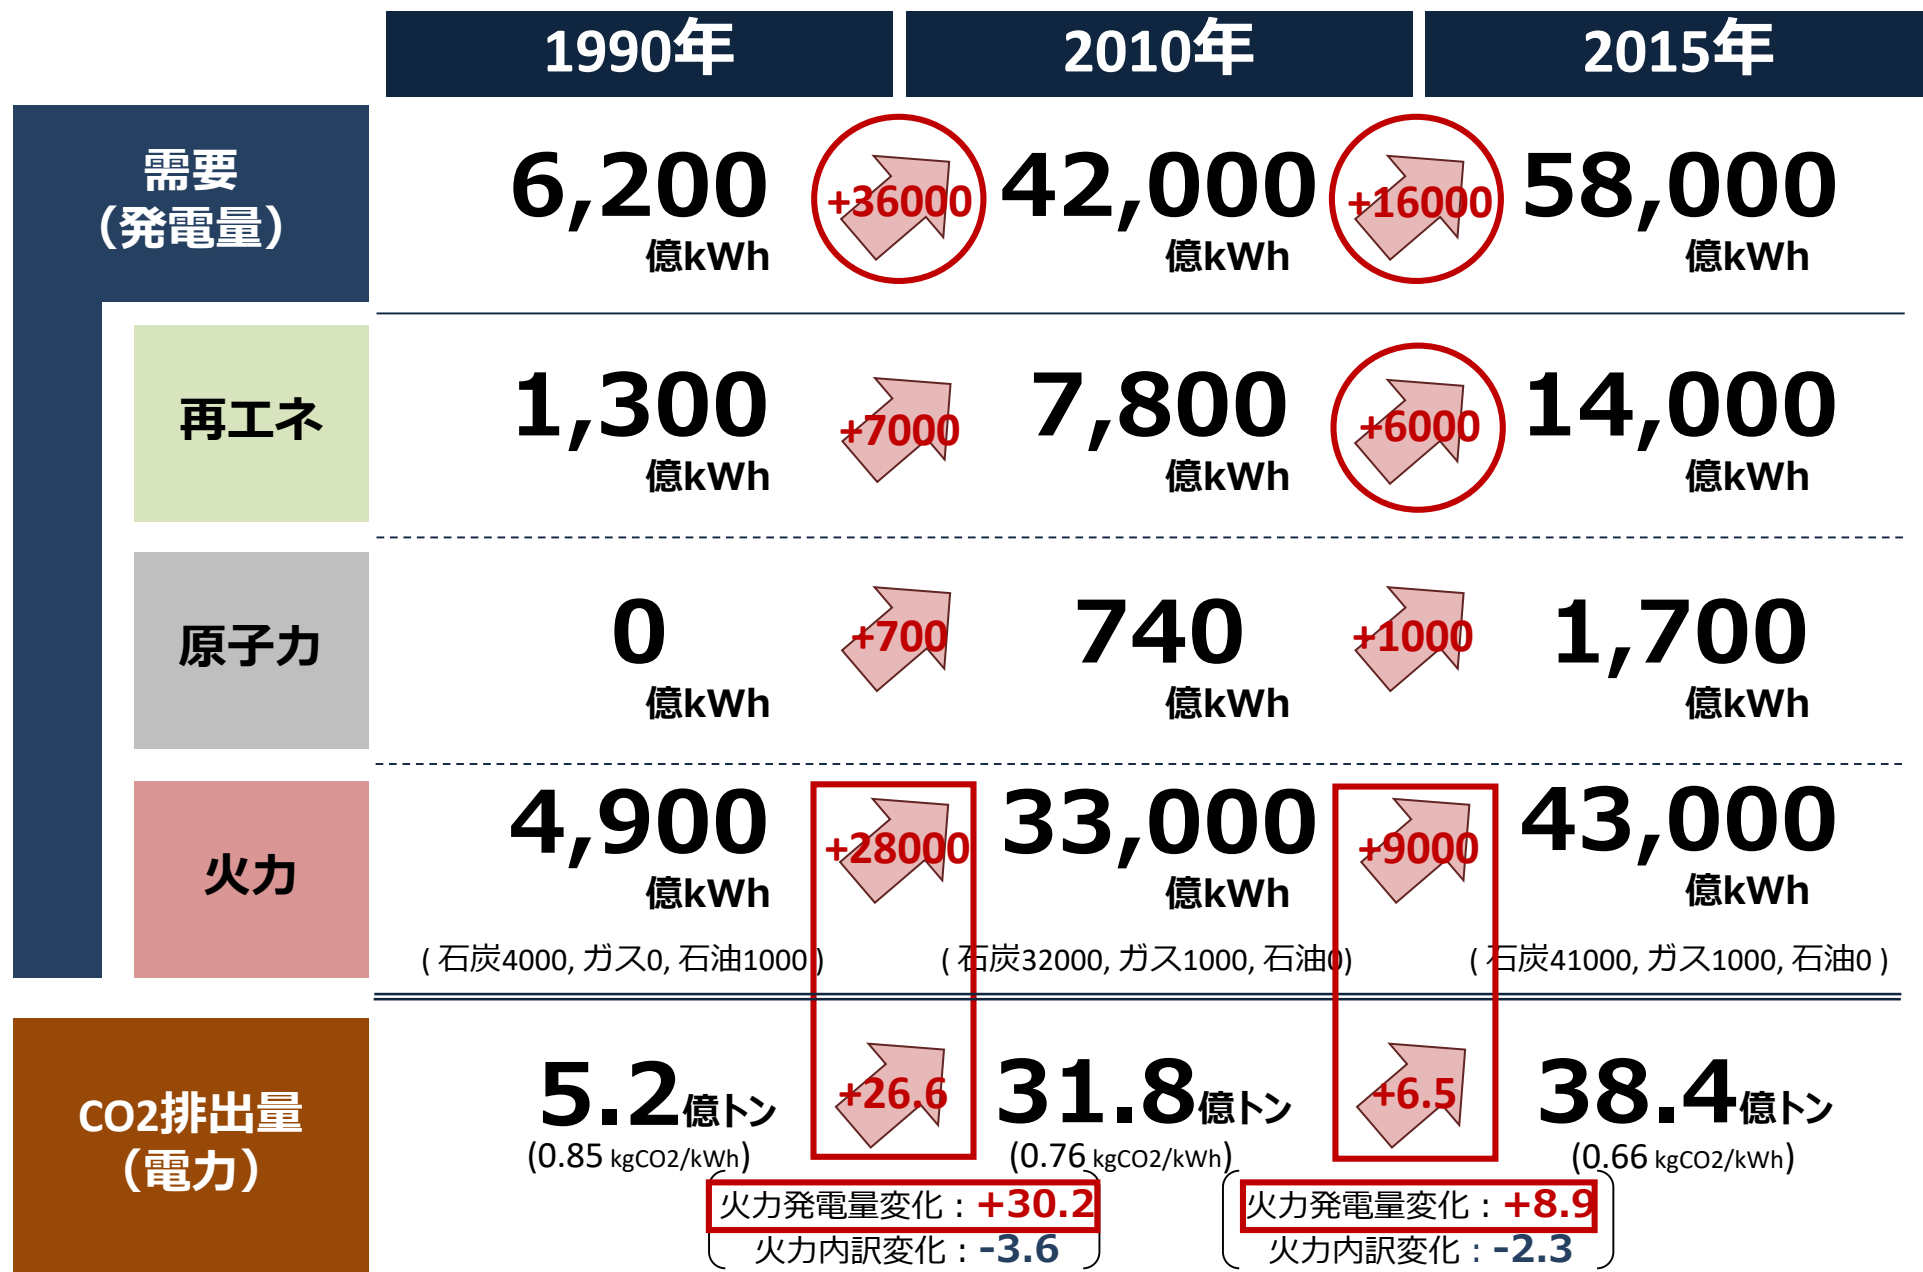 1990年 2010年 2015年
需要
（発電量）
6,200 +36000 42,000 +16000 58,000
億kWh 億kWh 億kWh
再エネ
1,300 +7000 7,800 +6000 14,000
億kWh 億kWh 億kWh
原子力
0 +700 740 +1000 1,700
億kWh 億kWh 億kWh
火力
4,900 +28000 33,000 +9000 43,000
億kWh 億kWh 億kWh
( 石炭4000, ガス0, 石油1000 ) ( 石炭32000, ガス1000, 石油0) ( 石炭41000, ガス1000, 石油0 )
CO2排出量
（電力）
5.2億トン +26.6 31.8億トン +6.5 38.4億トン
(0.85 kgCO2/kWh) (0.76 kgCO2/kWh) (0.66 kgCO2/kWh)
火力発電量変化：+30.2 火力発電量変化：+8.9
火力内訳変化：-3.6 火力内訳変化：-2.3